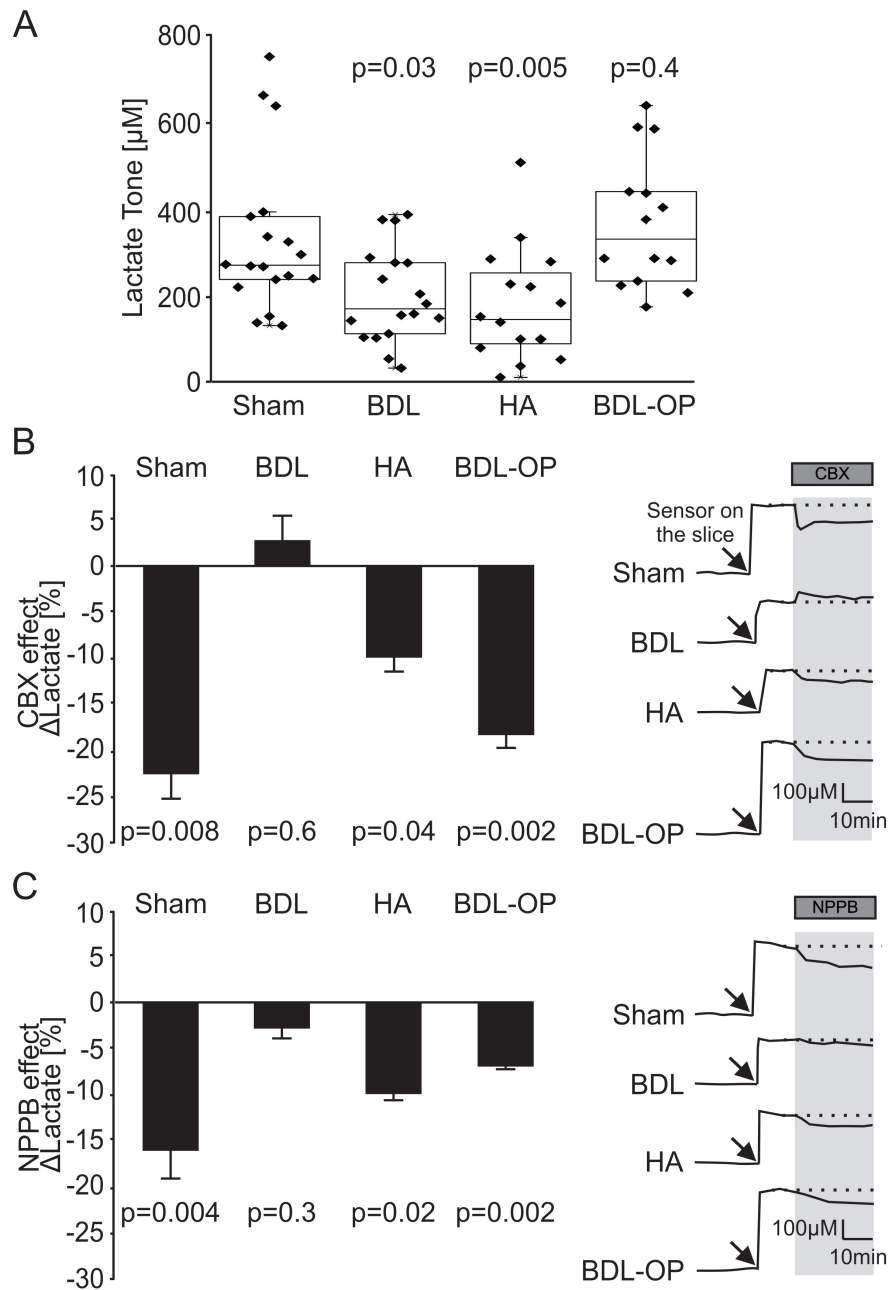 A
Lactate Tone [µM]
800
600
400
200
0
p=0.03 p=0.005 p=0.4
Sham BDL HA BDL-OP
B
CBX effect
ΔLactate [%]
10
5
0
-5
-10
-15
-20
-25
-30
Sham BDL HA BDL-OP
p=0.008 p=0.6 p=0.04 p=0.002
CBX
Sensor on
the slice
Sham
BDL
HA
BDL-OP
100µM
10min
C
NPPB effect
ΔLactate [%]
10
5
0
-5
-10
-15
-20
-25
-30
Sham BDL HA BDL-OP
p=0.004 p=0.3 p=0.02 p=0.002
NPPB
Sham
BDL
HA
BDL-OP
100µM
10min